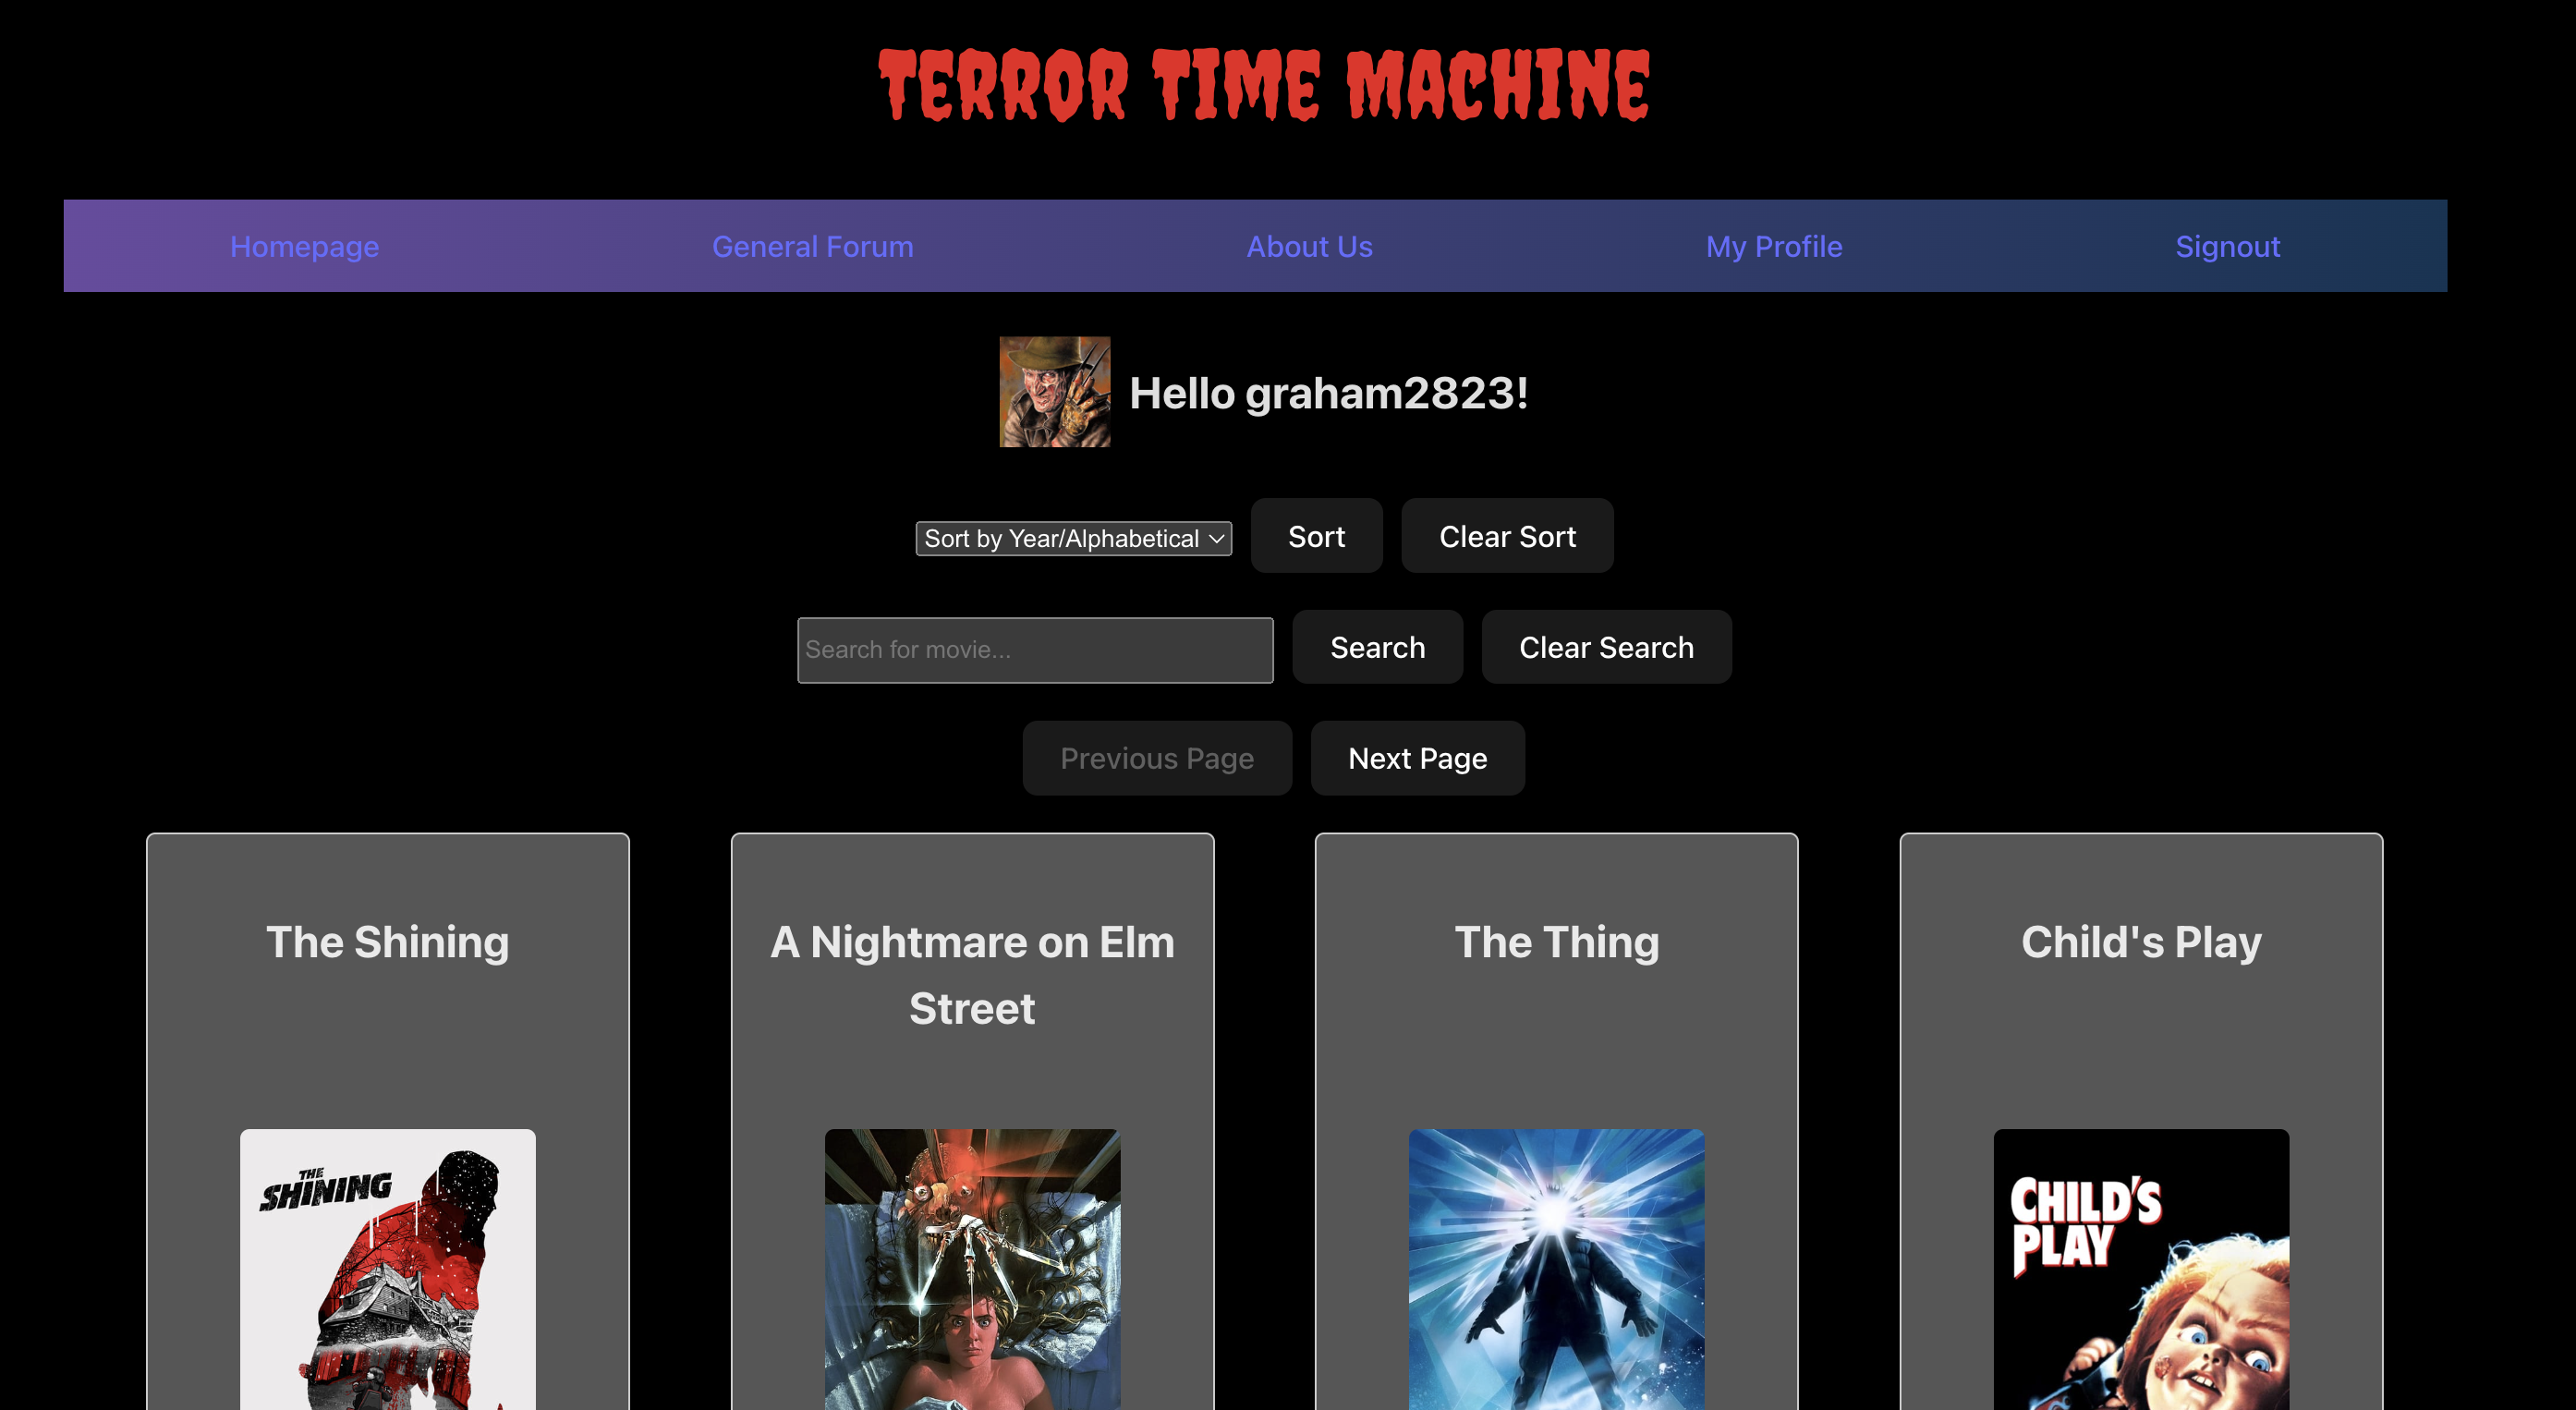 TERROR TIME MACHINE
Homepage General Forum About Us My Profile Signout
Hello graham2823!
Sort by Year/Alphabetical Sort Clear Sort
Search for movie... Search Clear Search
Previous Page Next Page
The Shining
A Nightmare on Elm
Street
The Thing
Child's Play
THE
SHINING
CHILD'S
PLAY